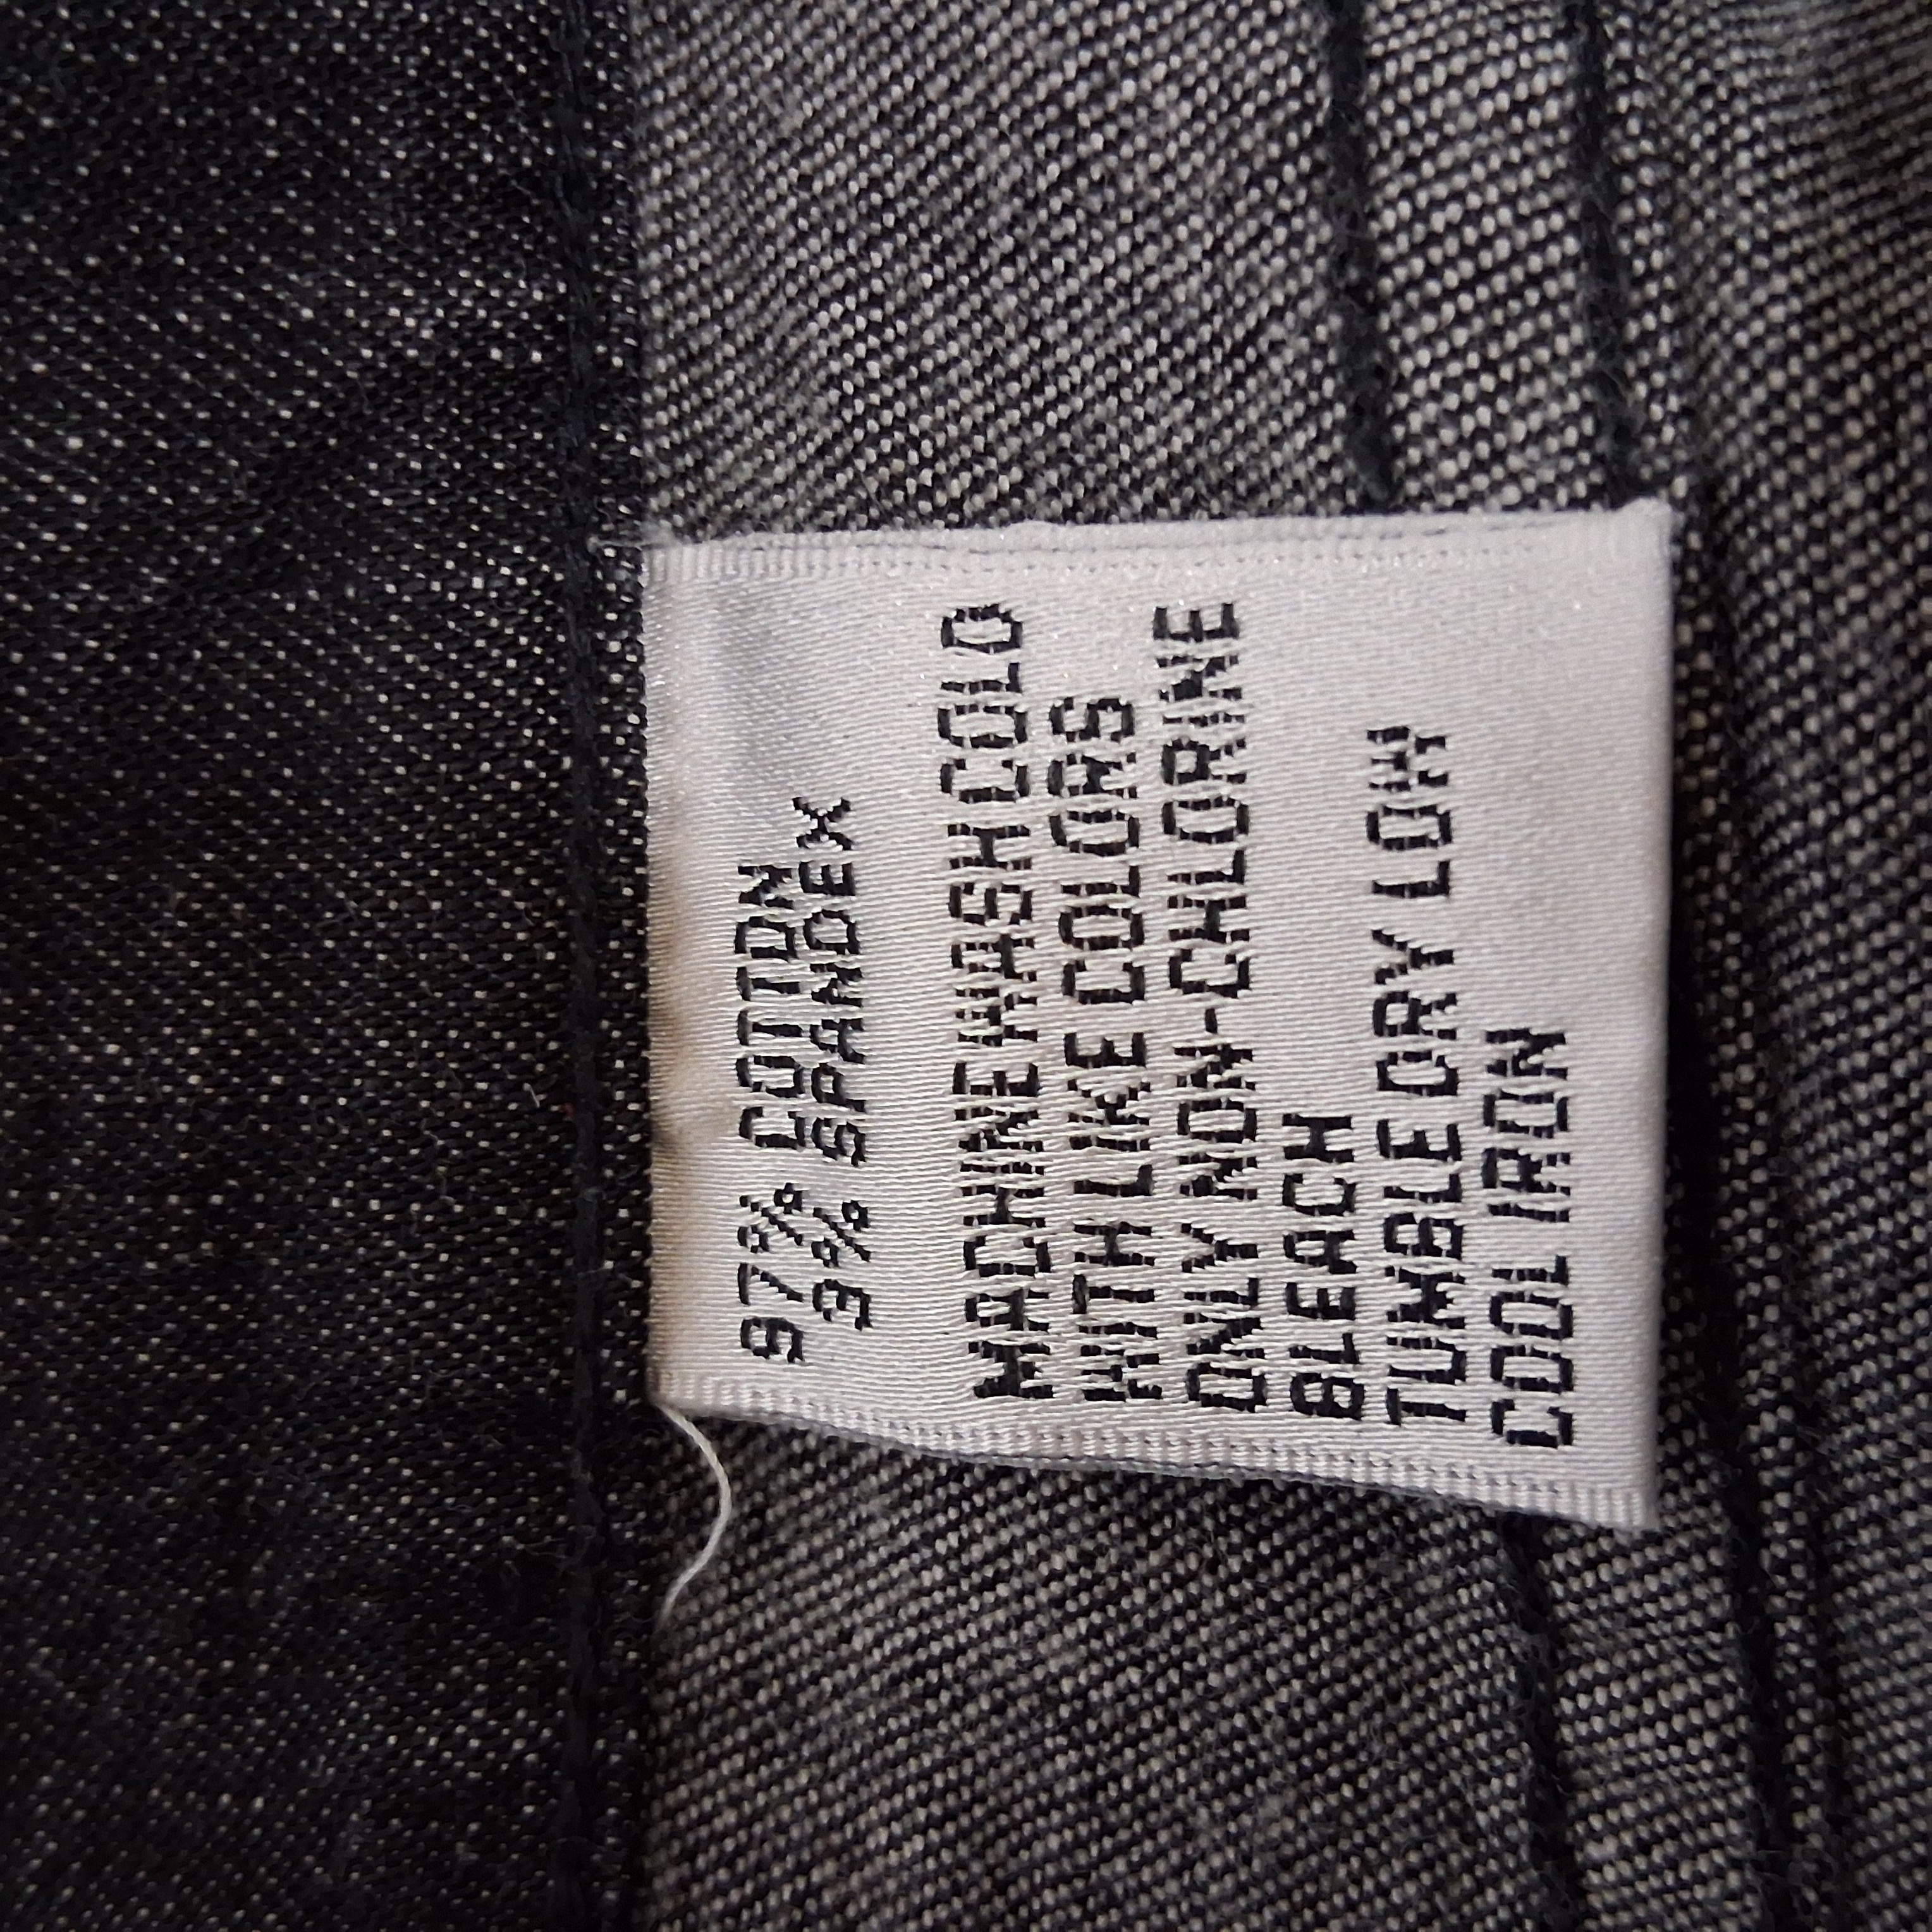 97% COTTON
3% SPANDEX
MACHINE WASH COLD
WITH LIKE COLORS
ONLY NON-CHLORINE
BLEACH
TUMBLE DRY LOW
COOL IRON